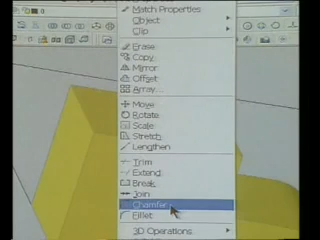 0
Match Properties
Object
Clip
Erase
Copy
Mirror
Offset
Array...
Move
Rotate
Scale
Stretch
Lengthen
Trim
Extend
Break
Join
Chamfer
Fillet
3D Operations